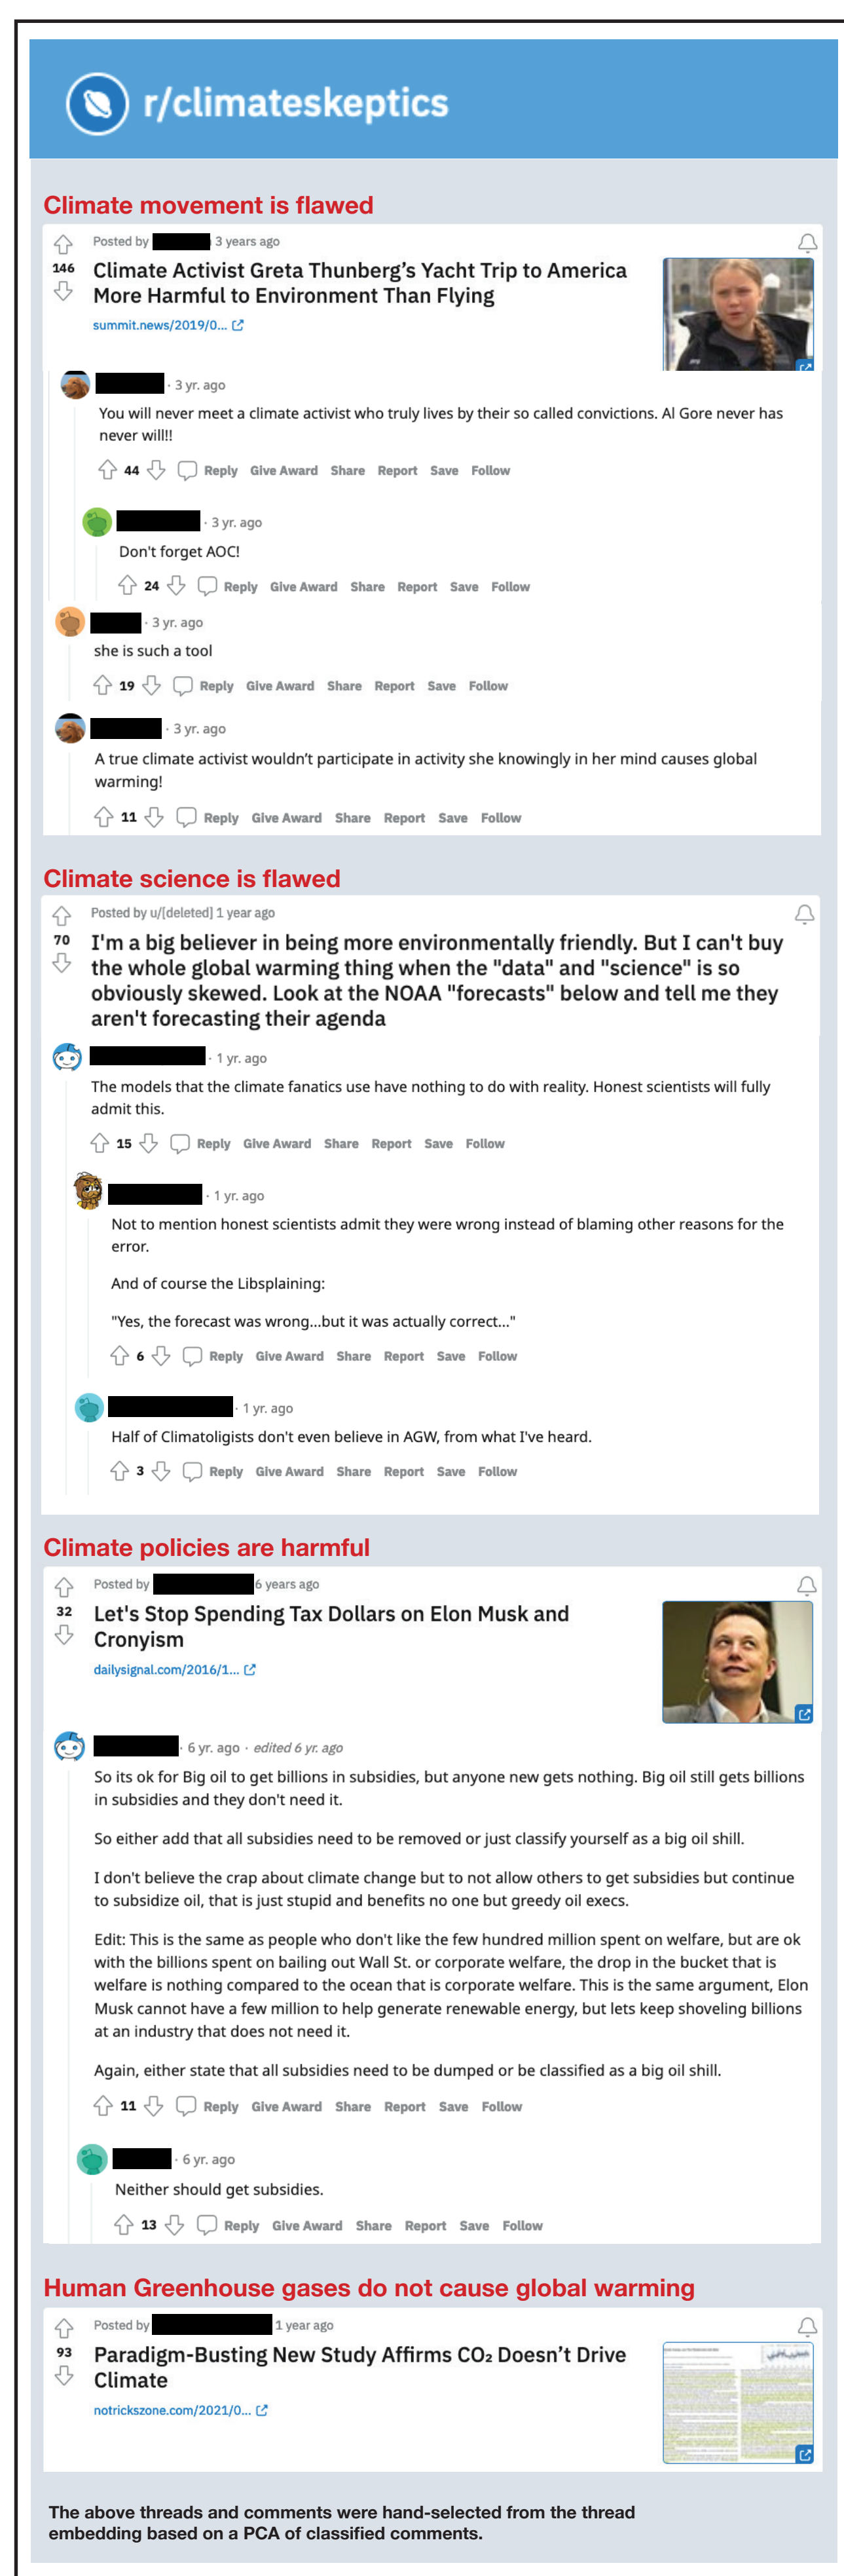 r/climateskeptics
Climate movement is flawed
Posted by 3 years ago
146
Climate Activist Greta Thunberg's Yacht Trip to America
More Harmful to Environment Than Flying
summit.news/2019/0...
· 3 yr. ago
You will never meet a climate activist who truly lives by their so called convictions. Al Gore never has
never will!!
44 Reply Give Award Share Report Save Follow
· 3 yr. ago
Don't forget AOC!
24 Reply Give Award Share Report Save Follow
· 3 yr. ago
she is such a tool
19 Reply Give Award Share Report Save Follow
· 3 yr. ago
A true climate activist wouldn't participate in activity she knowingly in her mind causes global
warming!
11 Reply Give Award Share Report Save Follow
Climate science is flawed
Posted by u/[deleted] 1 year ago
70
I'm a big believer in being more environmentally friendly. But I can't buy
the whole global warming thing when the "data" and "science" is so
obviously skewed. Look at the NOAA "forecasts" below and tell me they
aren't forecasting their agenda
· 1 yr. ago
The models that the climate fanatics use have nothing to do with reality. Honest scientists will fully
admit this.
15 Reply Give Award Share Report Save Follow
· 1 yr. ago
Not to mention honest scientists admit they were wrong instead of blaming other reasons for the
error.
And of course the Libsplaining:
"Yes, the forecast was wrong...but it was actually correct..."
6 Reply Give Award Share Report Save Follow
· 1 yr. ago
Half of Climatoligists don't even believe in AGW, from what I've heard.
3 Reply Give Award Share Report Save Follow
Climate policies are harmful
Posted by 6 years ago
32
Let's Stop Spending Tax Dollars on Elon Musk and
Cronyism
dailysignal.com/2016/1...
· 6 yr. ago · edited 6 yr. ago
So its ok for Big oil to get billions in subsidies, but anyone new gets nothing. Big oil still gets billions
in subsidies and they don't need it.
So either add that all subsidies need to be removed or just classify yourself as a big oil shill.
I don't believe the crap about climate change but to not allow others to get subsidies but continue
to subsidize oil, that is just stupid and benefits no one but greedy oil execs.
Edit: This is the same as people who don't like the few hundred million spent on welfare, but are ok
with the billions spent on bailing out Wall St. or corporate welfare, the drop in the bucket that is
welfare is nothing compared to the ocean that is corporate welfare. This is the same argument, Elon
Musk cannot have a few million to help generate renewable energy, but lets keep shoveling billions
at an industry that does not need it.
Again, either state that all subsidies need to be dumped or be classified as a big oil shill.
11 Reply Give Award Share Report Save Follow
· 6 yr. ago
Neither should get subsidies.
13 Reply Give Award Share Report Save Follow
Human Greenhouse gases do not cause global warming
Posted by 1 year ago
93
Paradigm-Busting New Study Affirms CO₂ Doesn't Drive
Climate
notrickszone.com/2021/0...
The above threads and comments were hand-selected from the thread
embedding based on a PCA of classified comments.